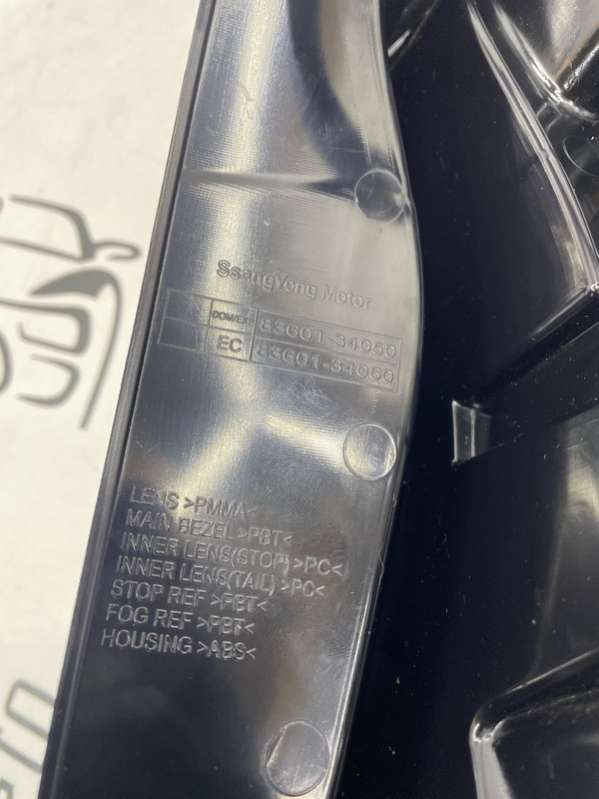 SsangYong Motor
DOM/EXP 83601-34050
EC 83601-34060
LENS >PMMA<
MAIN BEZEL >PBT<
INNER LENS(STOP) >PC<
INNER LENS(TAIL) >PC<
STOP REF >PBT<
FOG REF >PBT<
HOUSING >ABS<